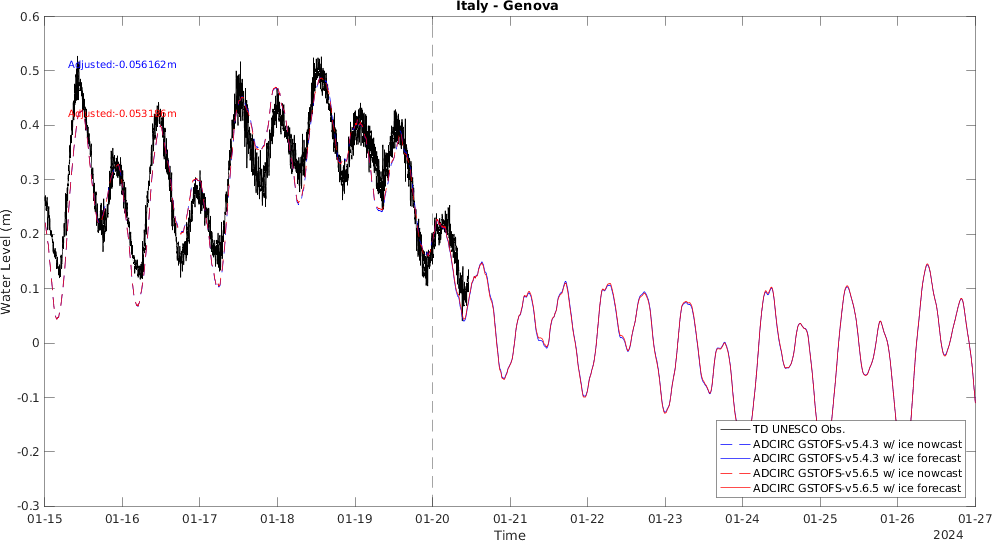 Italy - Genova
0.6
0.5
0.4
0.3
0.2
0.1
0
-0.1
-0.2
-0.3
Water Level (m)
Adjusted:-0.056162m
TD UNESCO Obs.
ADCIRC GSTOFS-v5.4.3 w/ ice nowcast
ADCIRC GSTOFS-v5.4.3 w/ ice forecast
ADCIRC GSTOFS-v5.6.5 w/ ice nowcast
ADCIRC GSTOFS-v5.6.5 w/ ice forecast
01-15 01-16 01-17 01-18 01-19 01-20 01-21 01-22 01-23 01-24 01-25 01-26 01-27
Time
2024